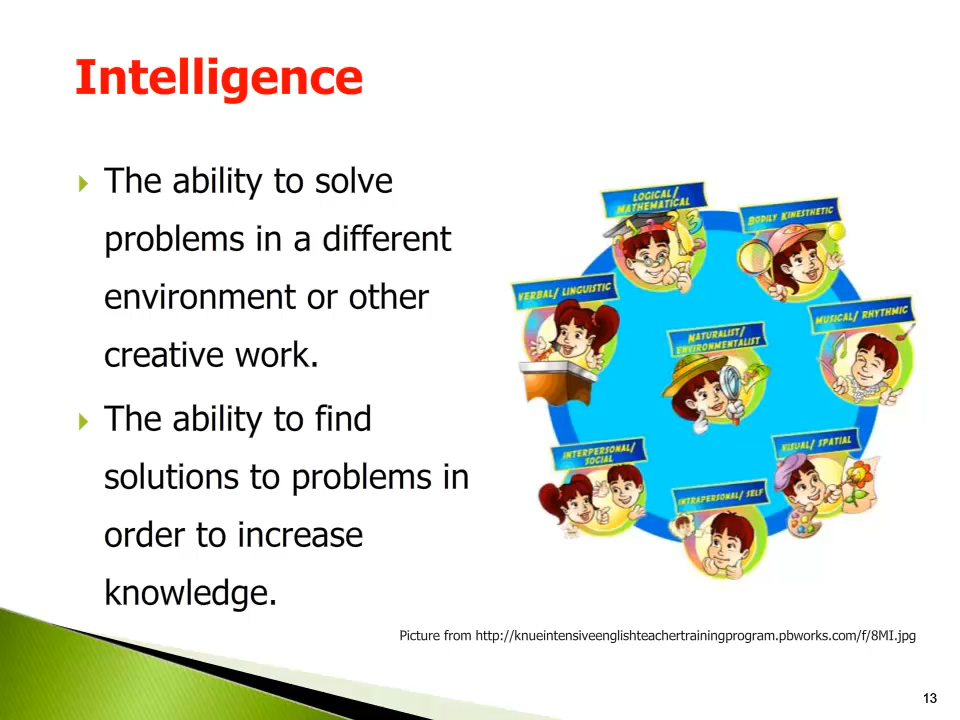 Intelligence
The ability to solve
problems in a different
environment or other
creative work.
The ability to find
solutions to problems in
order to increase
knowledge.
LOGICAL/
MATHEMATICAL
BODILY KINESTHETIC
VERBAL/ LINGUISTIC
MUSICAL/ RHYTHMIC
NATURALIST/
ENVIRONMENTALIST
INTERPERSONAL/
SOCIAL
VISUAL/ SPATIAL
INTRAPERSONAL/ SELF
Picture from http://knueintensiveenglishteachertrainingprogram.pbworks.com/f/8MI.jpg
13